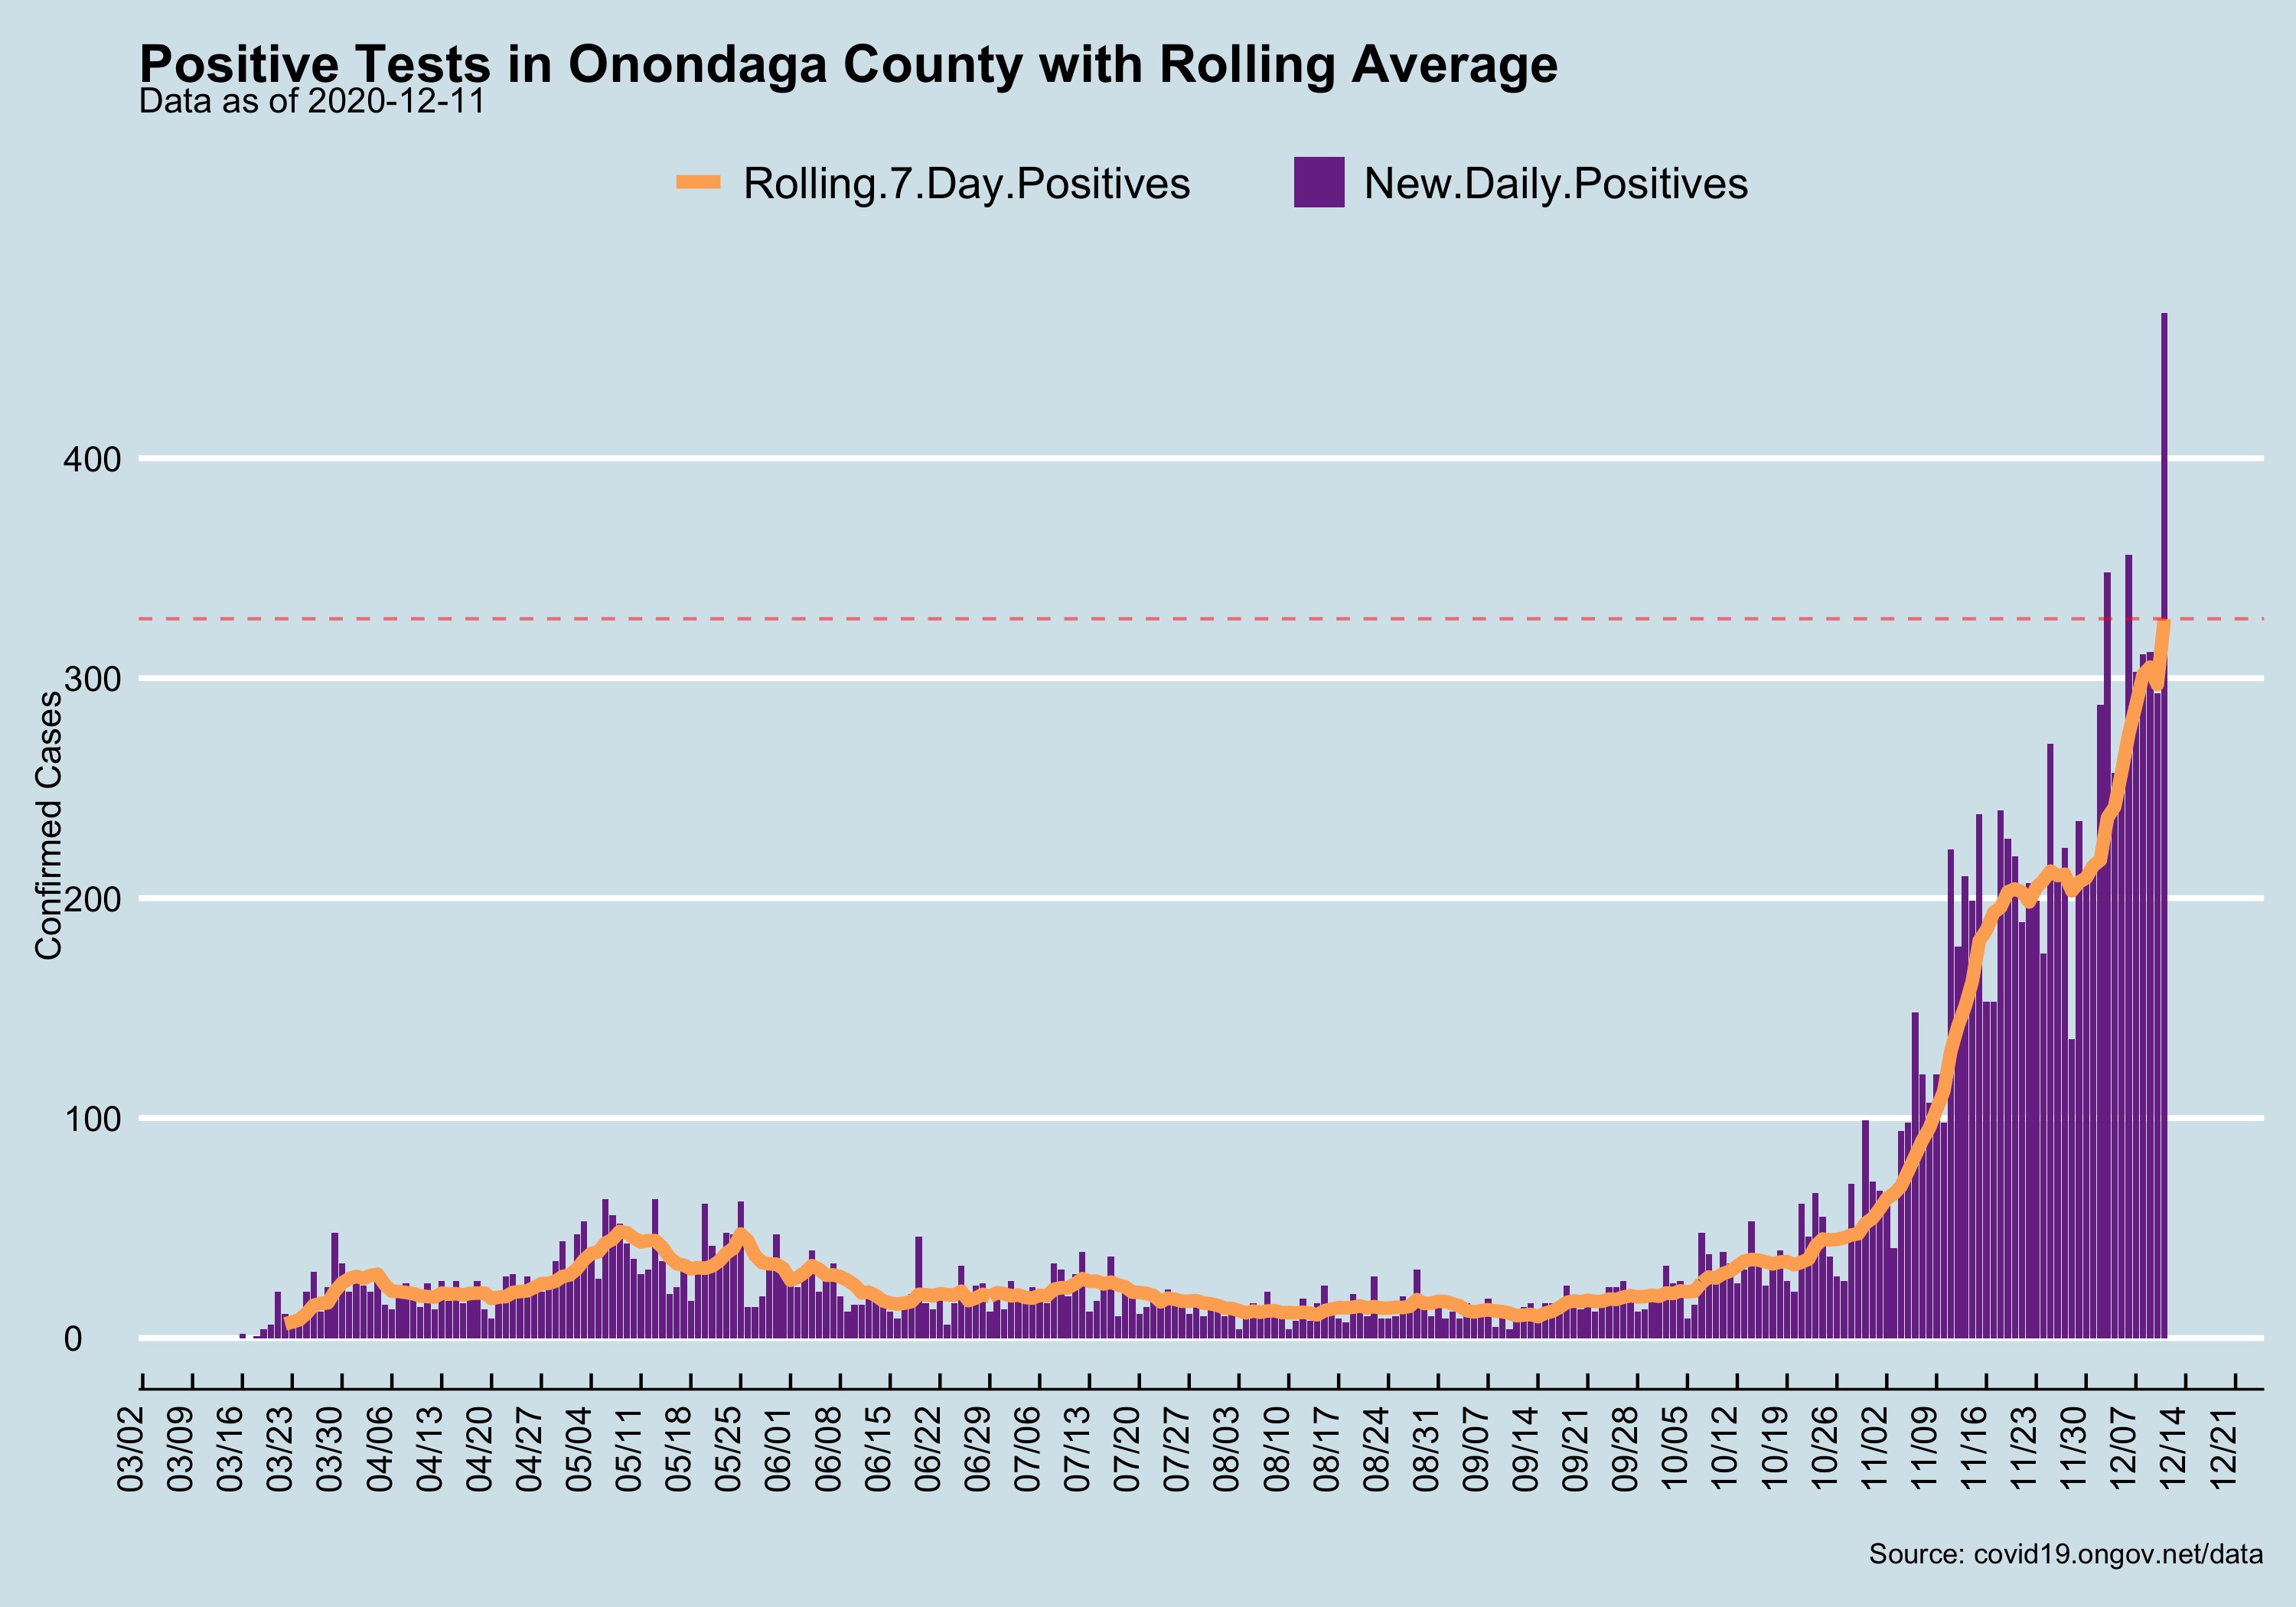 Positive Tests in Onondaga County with Rolling Average
Data as of 2020-12-11
Rolling.7.Day.Positives New.Daily.Positives
Confirmed Cases
400
300
200
100
0
03/02 03/09 03/16 03/23 03/30 04/06 04/13 04/20 04/27 05/04 05/11 05/18 05/25 06/01 06/08 06/15 06/22 06/29 07/06 07/13 07/20 07/27 08/03 08/10 08/17 08/24 08/31 09/07 09/14 09/21 09/28 10/05 10/12 10/19 10/26 11/02 11/09 11/16 11/23 11/30 12/07 12/14 12/21
Source: covid19.ongov.net/data